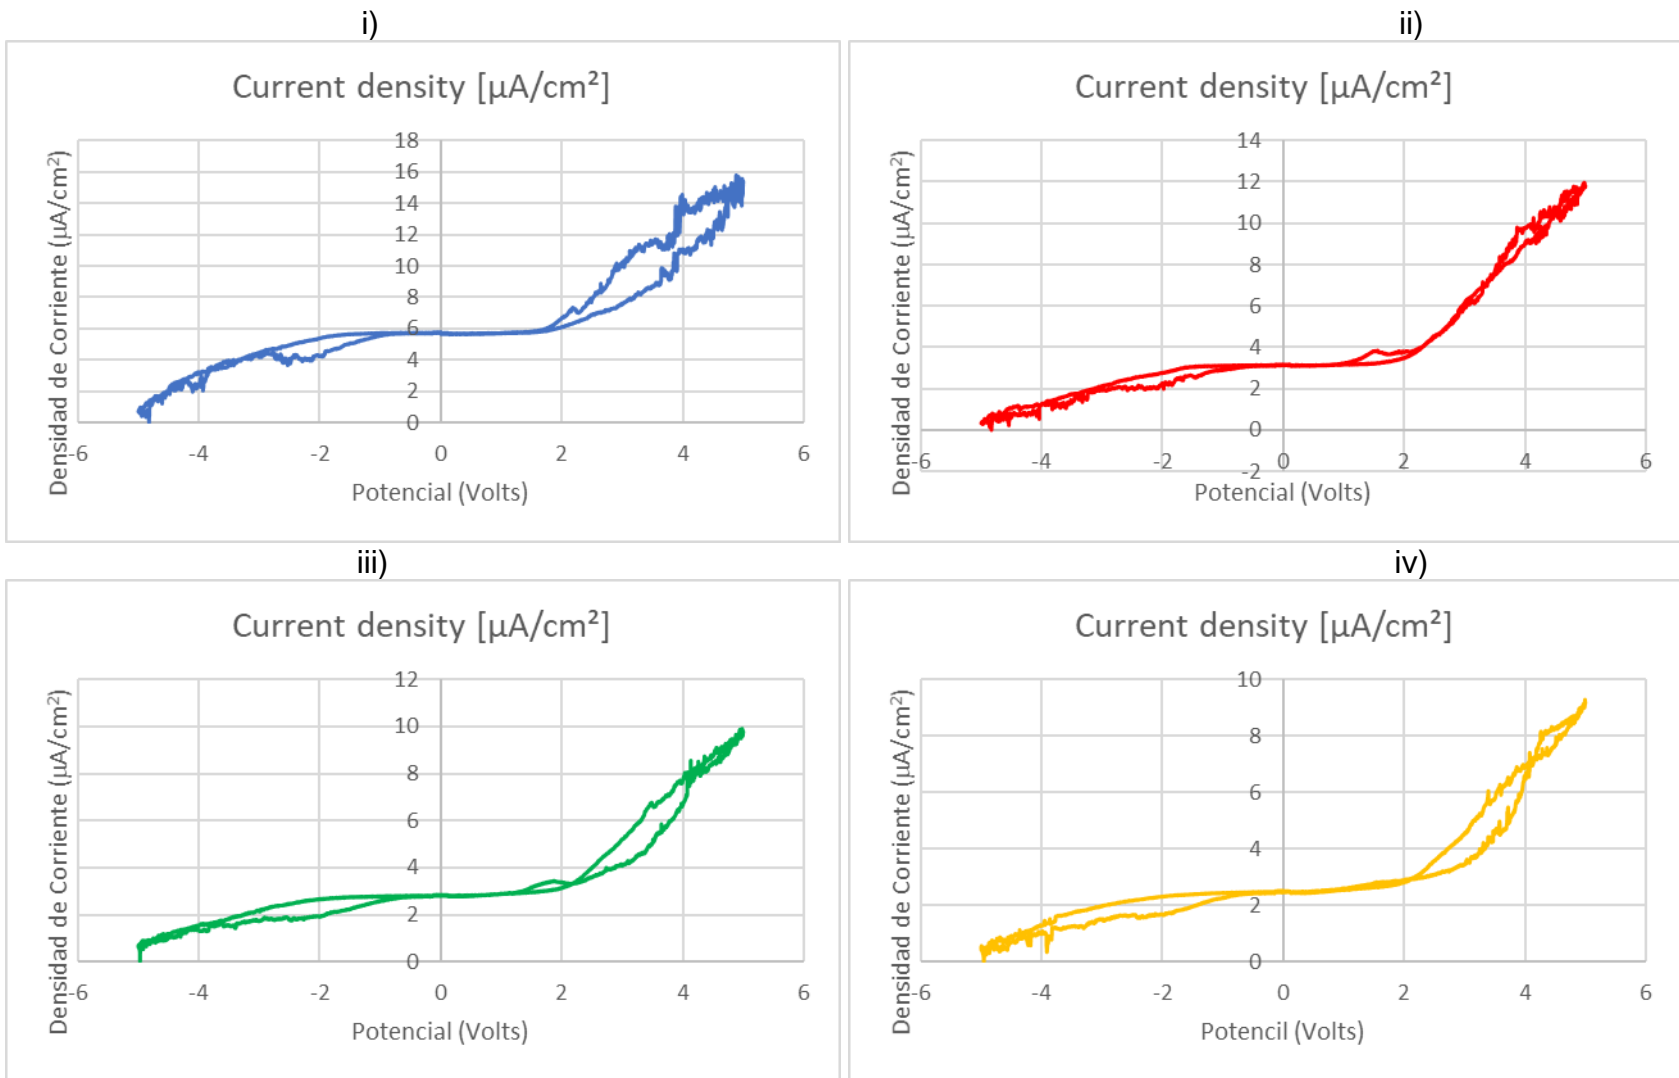 i)
Current density [µA/cm²]
Densidad de Corriente (µA/cm²)
18
16
14
12
10
8
6
4
2
0
-6 -4 -2 0 2 4 6
Potencial (Volts)
ii)
Current density [µA/cm²]
Densidad de Corriente (µA/cm²)
14
12
10
8
6
4
2
0
-2
-6 -4 -2 0 2 4 6
Potencial (Volts)
iii)
Current density [µA/cm²]
Densidad de Corriente (µA/cm²)
12
10
8
6
4
2
0
-6 -4 -2 0 2 4 6
Potencial (Volts)
iv)
Current density [µA/cm²]
Densidad de Corriente (µA/cm²)
10
8
6
4
2
0
-6 -4 -2 0 2 4 6
Potencil (Volts)